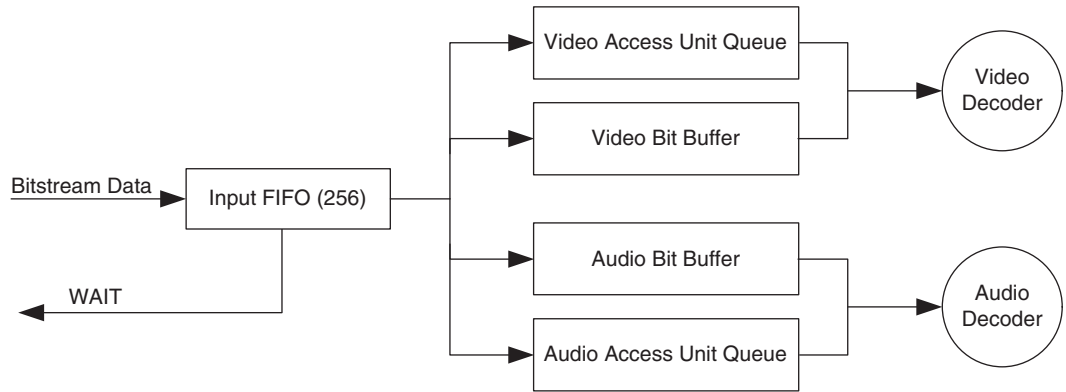 Video Access Unit Queue
Video
Decoder
Video Bit Buffer
Bitstream Data
Input FIFO (256)
Audio Bit Buffer
WAIT
Audio
Decoder
Audio Access Unit Queue